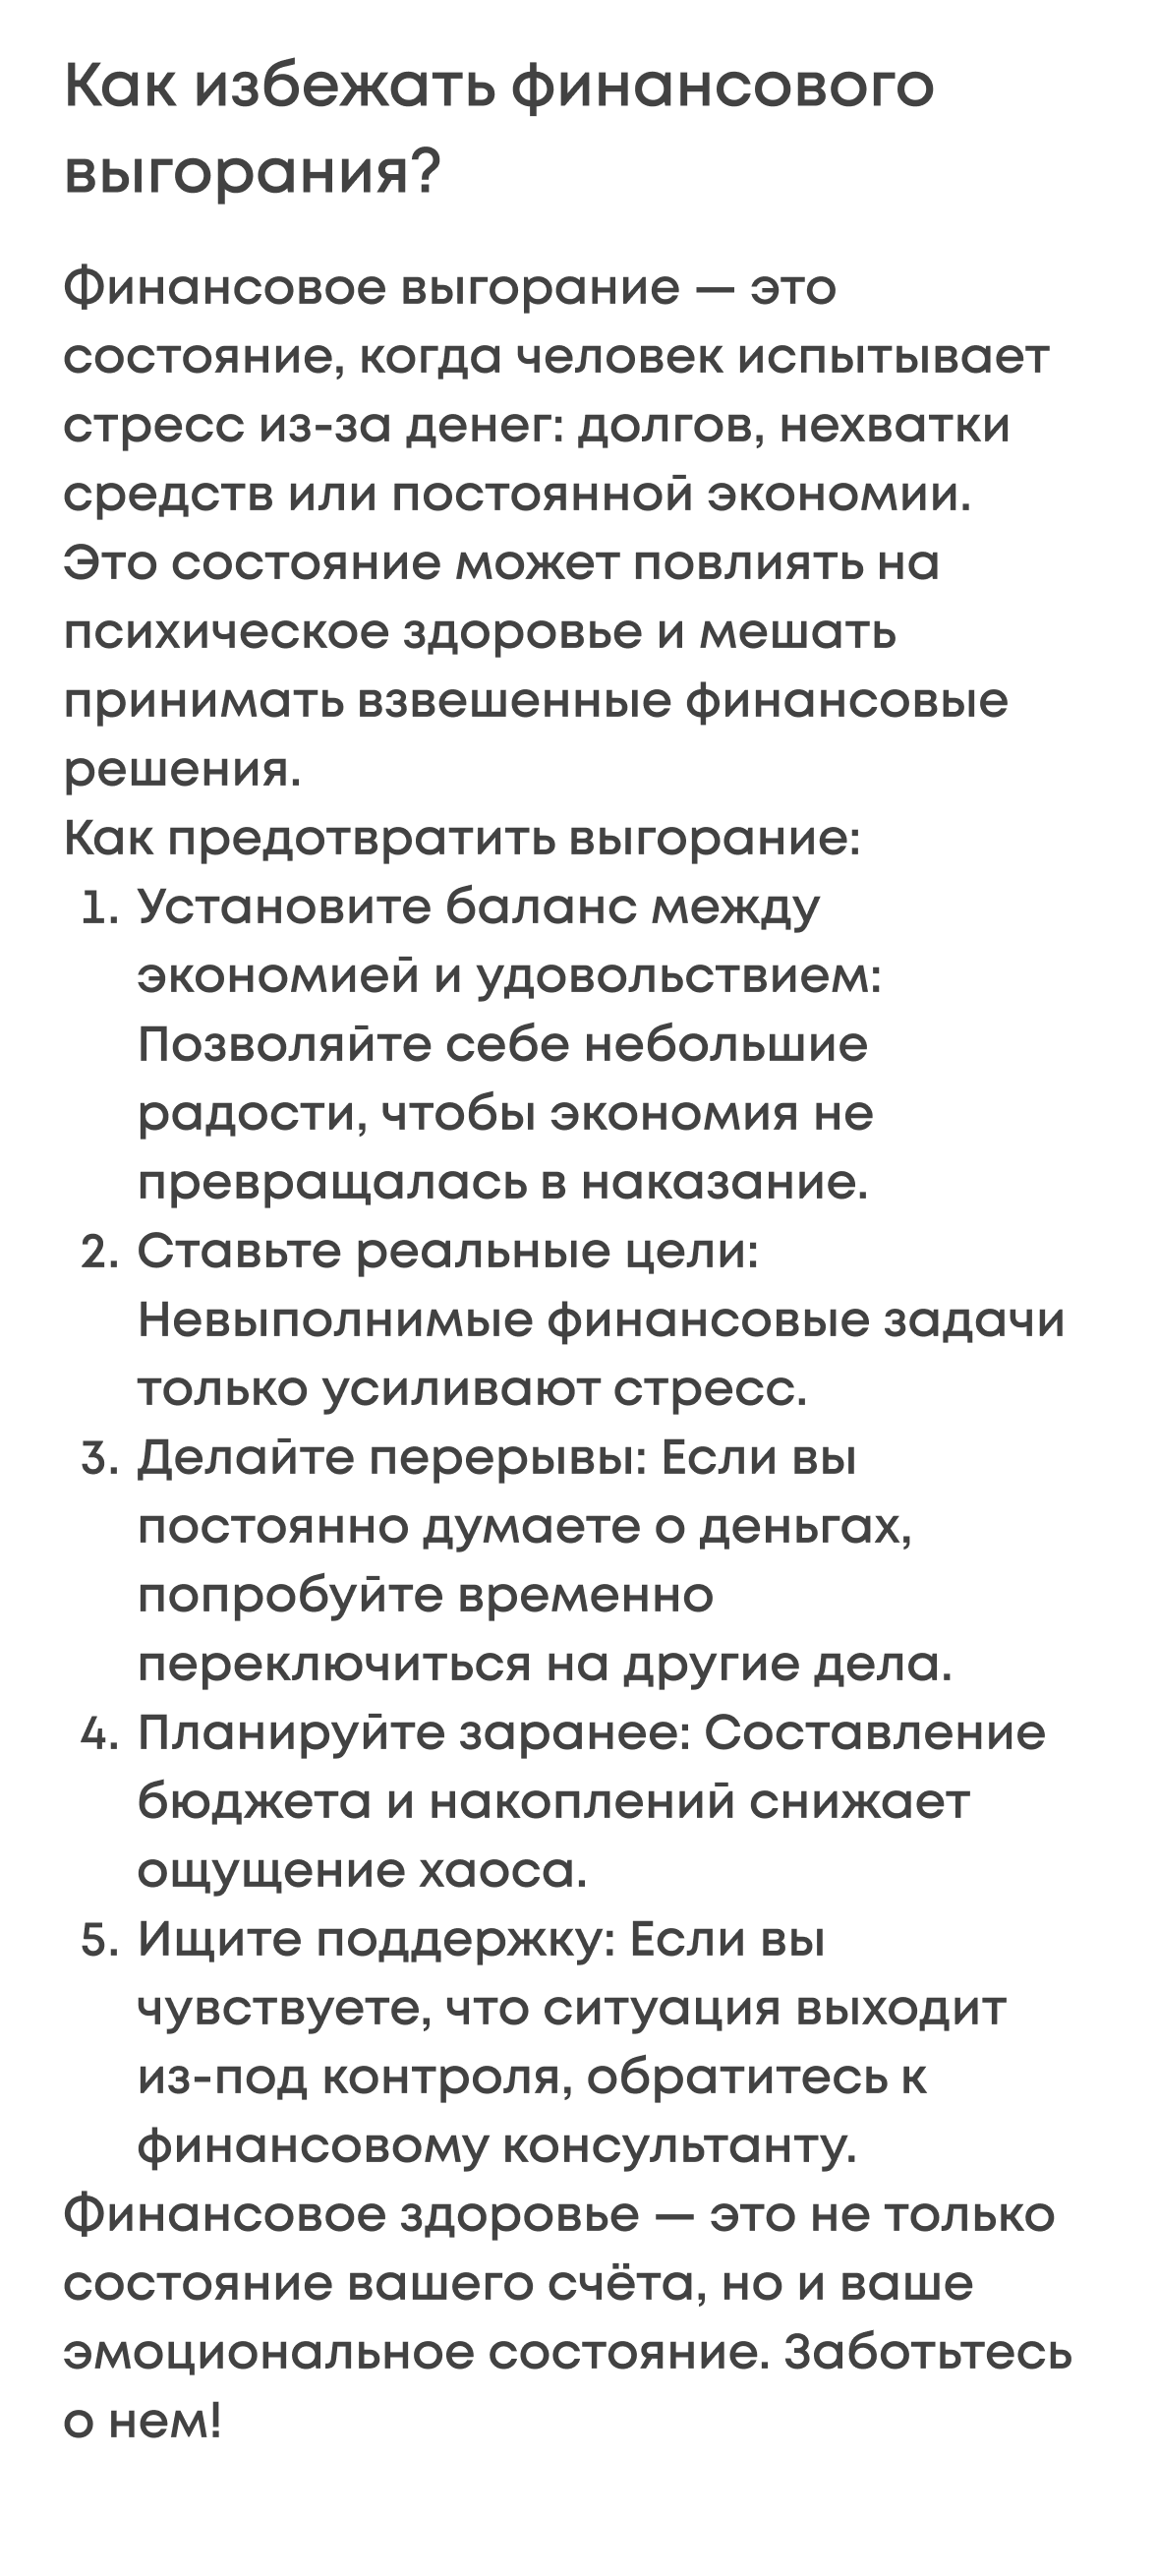 Как избежать финансового
выгорания?
Финансовое выгорание — это
состояние, когда человек испытывает
стресс из-за денег: долгов, нехватки
средств или постоянной экономии.
Это состояние может повлиять на
психическое здоровье и мешать
принимать взвешенные финансовые
решения.
Как предотвратить выгорание:
1. Установите баланс между
экономией и удовольствием:
Позволяйте себе небольшие
радости, чтобы экономия не
превращалась в наказание.
2. Ставьте реальные цели:
Невыполнимые финансовые задачи
только усиливают стресс.
3. Делайте перерывы: Если вы
постоянно думаете о деньгах,
попробуйте временно
переключиться на другие дела.
4. Планируйте заранее: Составление
бюджета и накоплений снижает
ощущение хаоса.
5. Ищите поддержку: Если вы
чувствуете, что ситуация выходит
из-под контроля, обратитесь к
финансовому консультанту.
Финансовое здоровье — это не только
состояние вашего счёта, но и ваше
эмоциональное состояние. Заботьтесь
о нем!